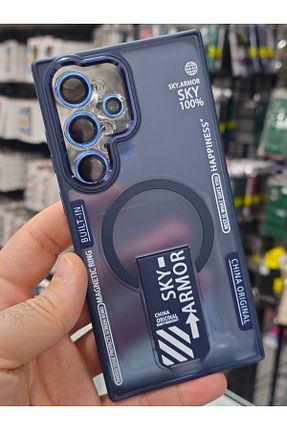 SKY.ARMOR
SKY
100%
HAPPINESS"
BUILT-IN
MAGNETIC RING
CHINA ORIGINAL
SKY-
ARMOR
CHINA
ORIGINAL